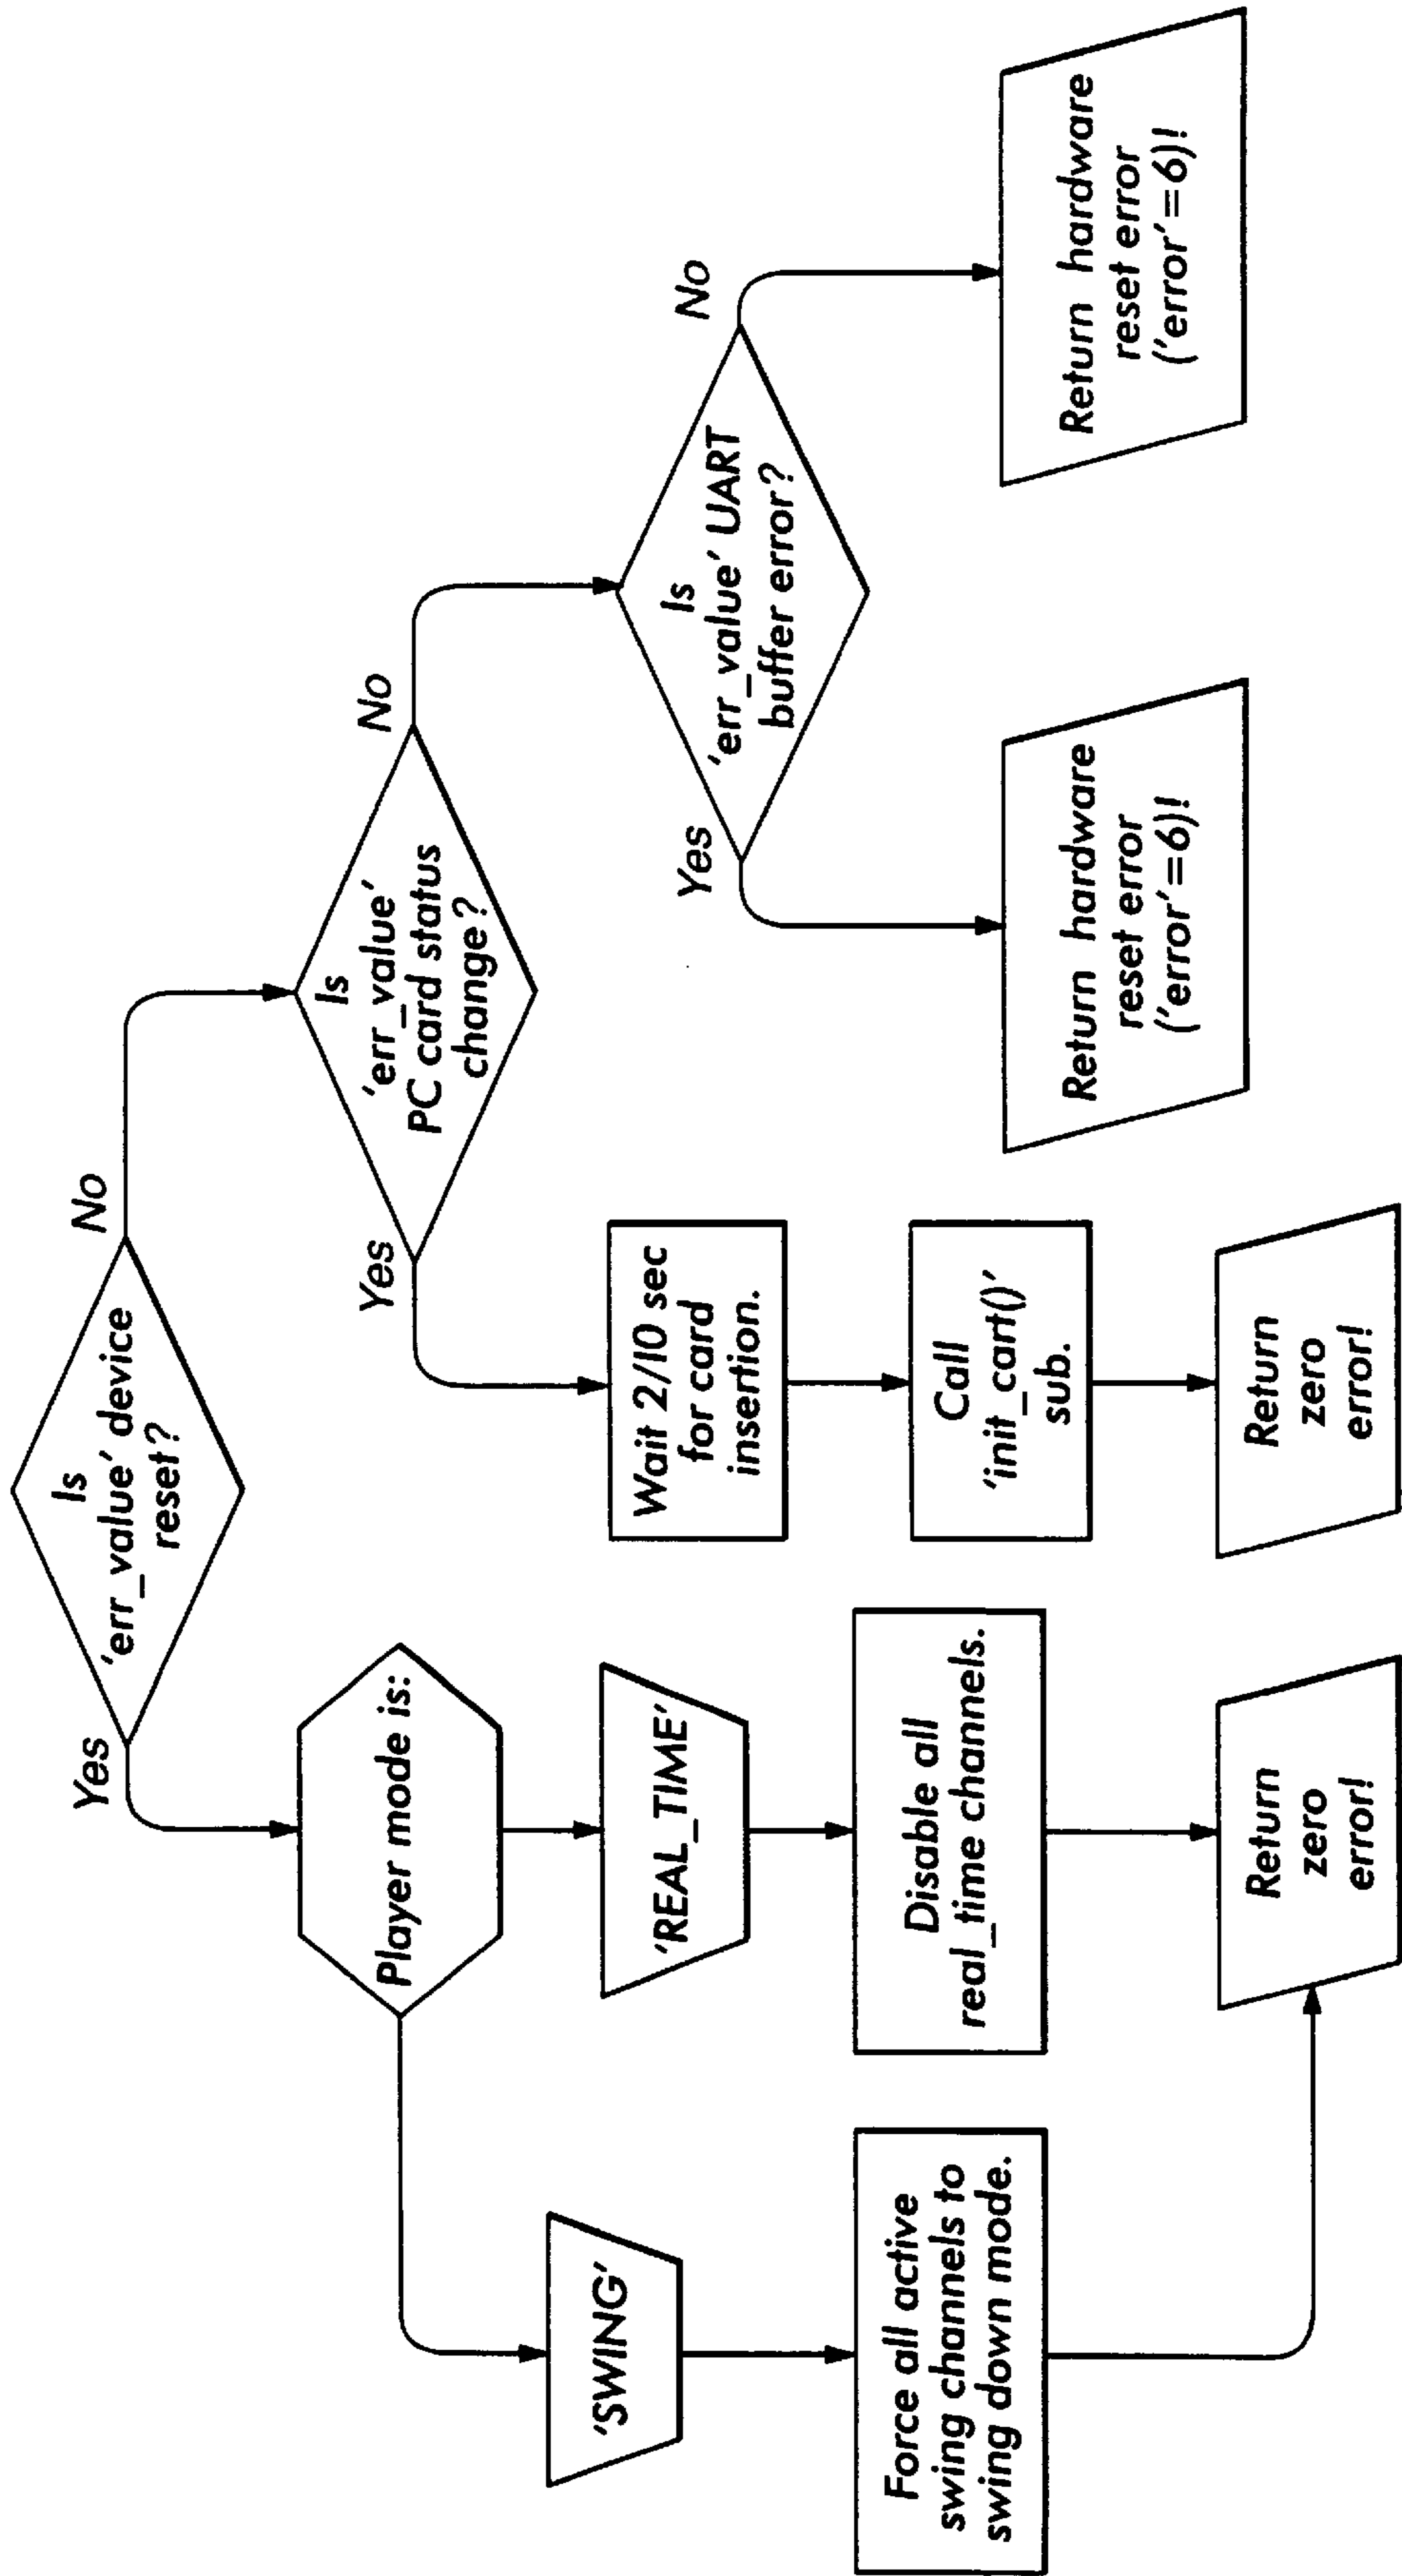 Is
'err_value' device
reset?
Yes
No
Player mode is:
Is
'err_value'
PC card status
change?
Yes
No
'SWING'
'REAL_TIME'
Wait 2/10 sec
for card
insertion.
Is
'err_value' UART
buffer error?
Yes
No
Force all active
swing channels to
swing down mode.
Disable all
real_time channels.
Call
'init_cart()'
sub.
Return hardware
reset error
('error'=6)!
Return hardware
reset error
('error'=6)!
Return
zero
error!
Return
zero
error!